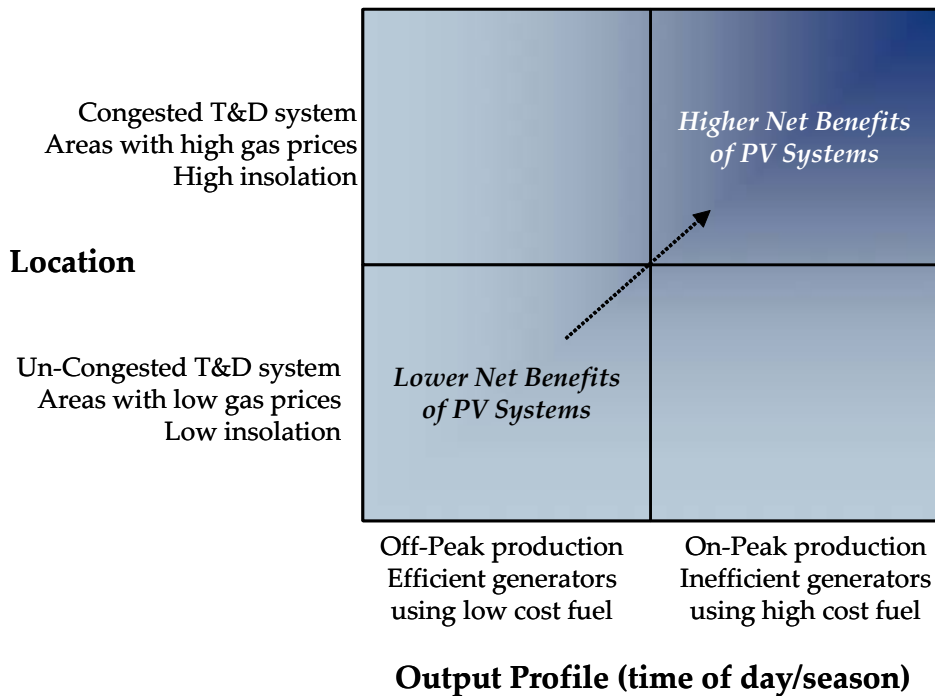 Congested T&D system
Areas with high gas prices
High insolation
Higher Net Benefits
of PV Systems
Location
Un-Congested T&D system
Areas with low gas prices
Low insolation
Lower Net Benefits
of PV Systems
Off-Peak production
Efficient generators
using low cost fuel
On-Peak production
Inefficient generators
using high cost fuel
Output Profile (time of day/season)